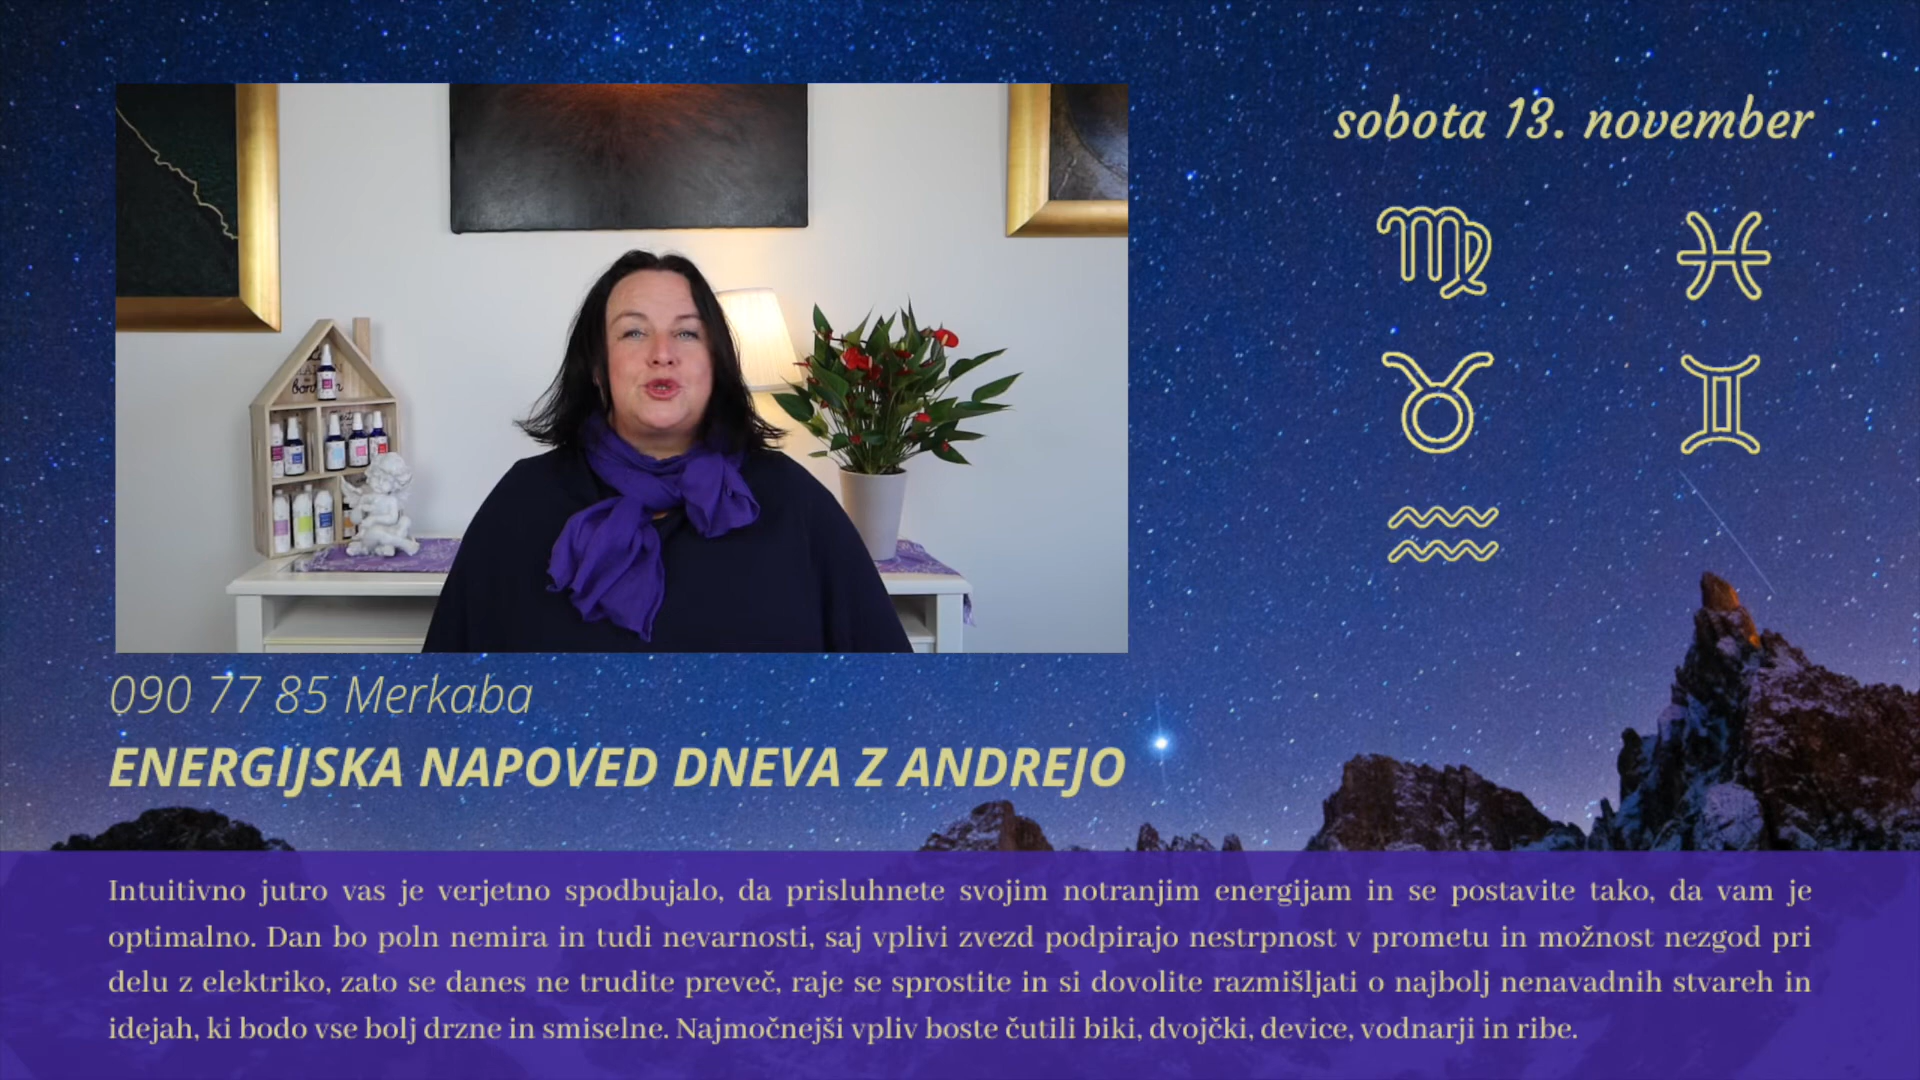 sobota 13. november
090 77 85 Merkaba
ENERGIJSKA NAPOVED DNEVA Z ANDREJO
Intuitivno jutro vas je verjetno spodbujalo, da prisluhnete svojim notranjim energijam in se postavite tako, da vam je
optimalno. Dan bo poln nemira in tudi nevarnosti, saj vplivi zvezd podpirajo nestrpnost v prometu in možnost nezgod pri
delu z elektriko, zato se danes ne trudite preveč, raje se sprostite in si dovolite razmišljati o najbolj nenavadnih stvareh in
idejah, ki bodo vse bolj drzne in smiselne. Najmočnejši vpliv boste čutili biki, dvojčki, device, vodnarji in ribe.